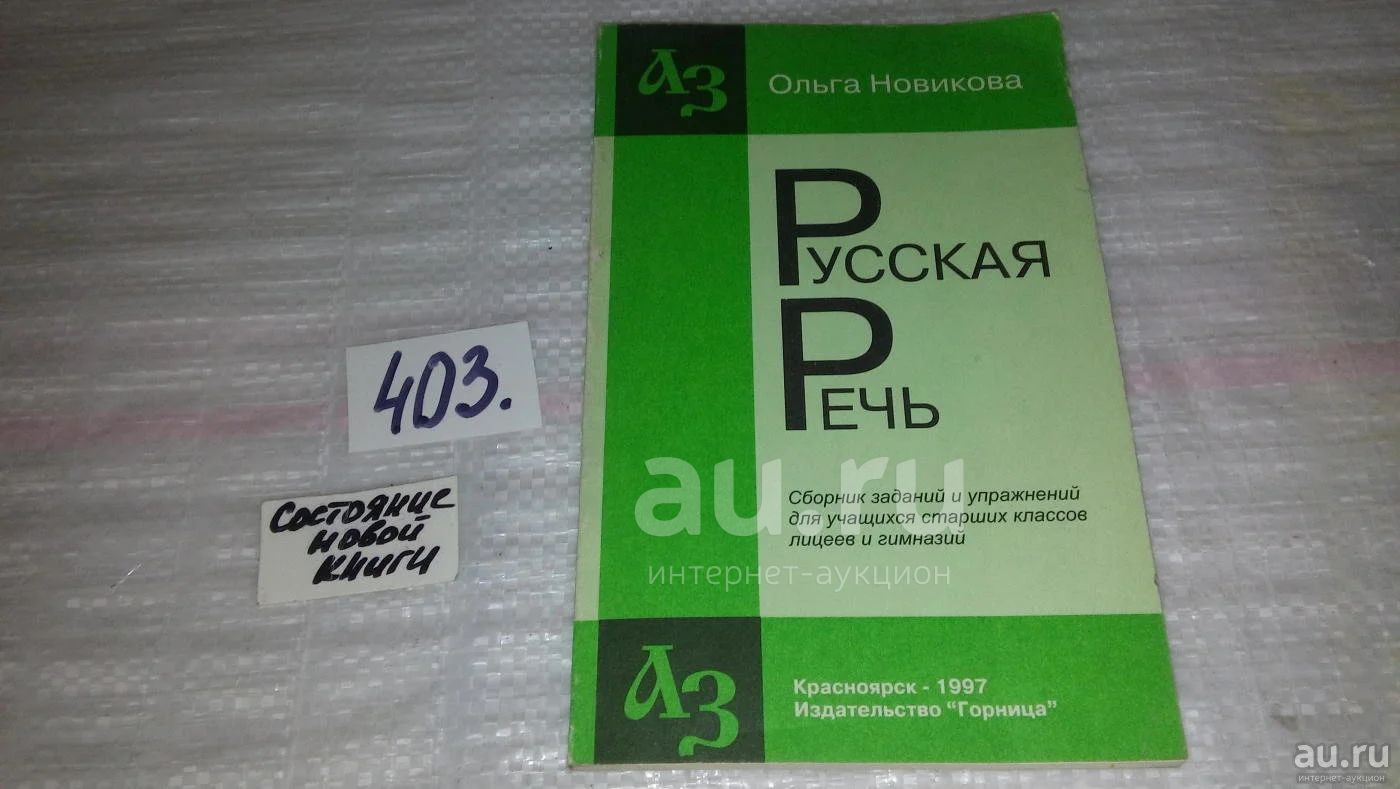 Аз
Ольга Новикова
Русская
Речь
403.
Состояние
новой
книги
Сборник заданий и упражнений
для учащихся старших классов
лицеев и гимназий
au.ru
интернет-аукцион
Аз
Красноярск - 1997
Издательство "Горница"
au.ru
интернет-аукцион